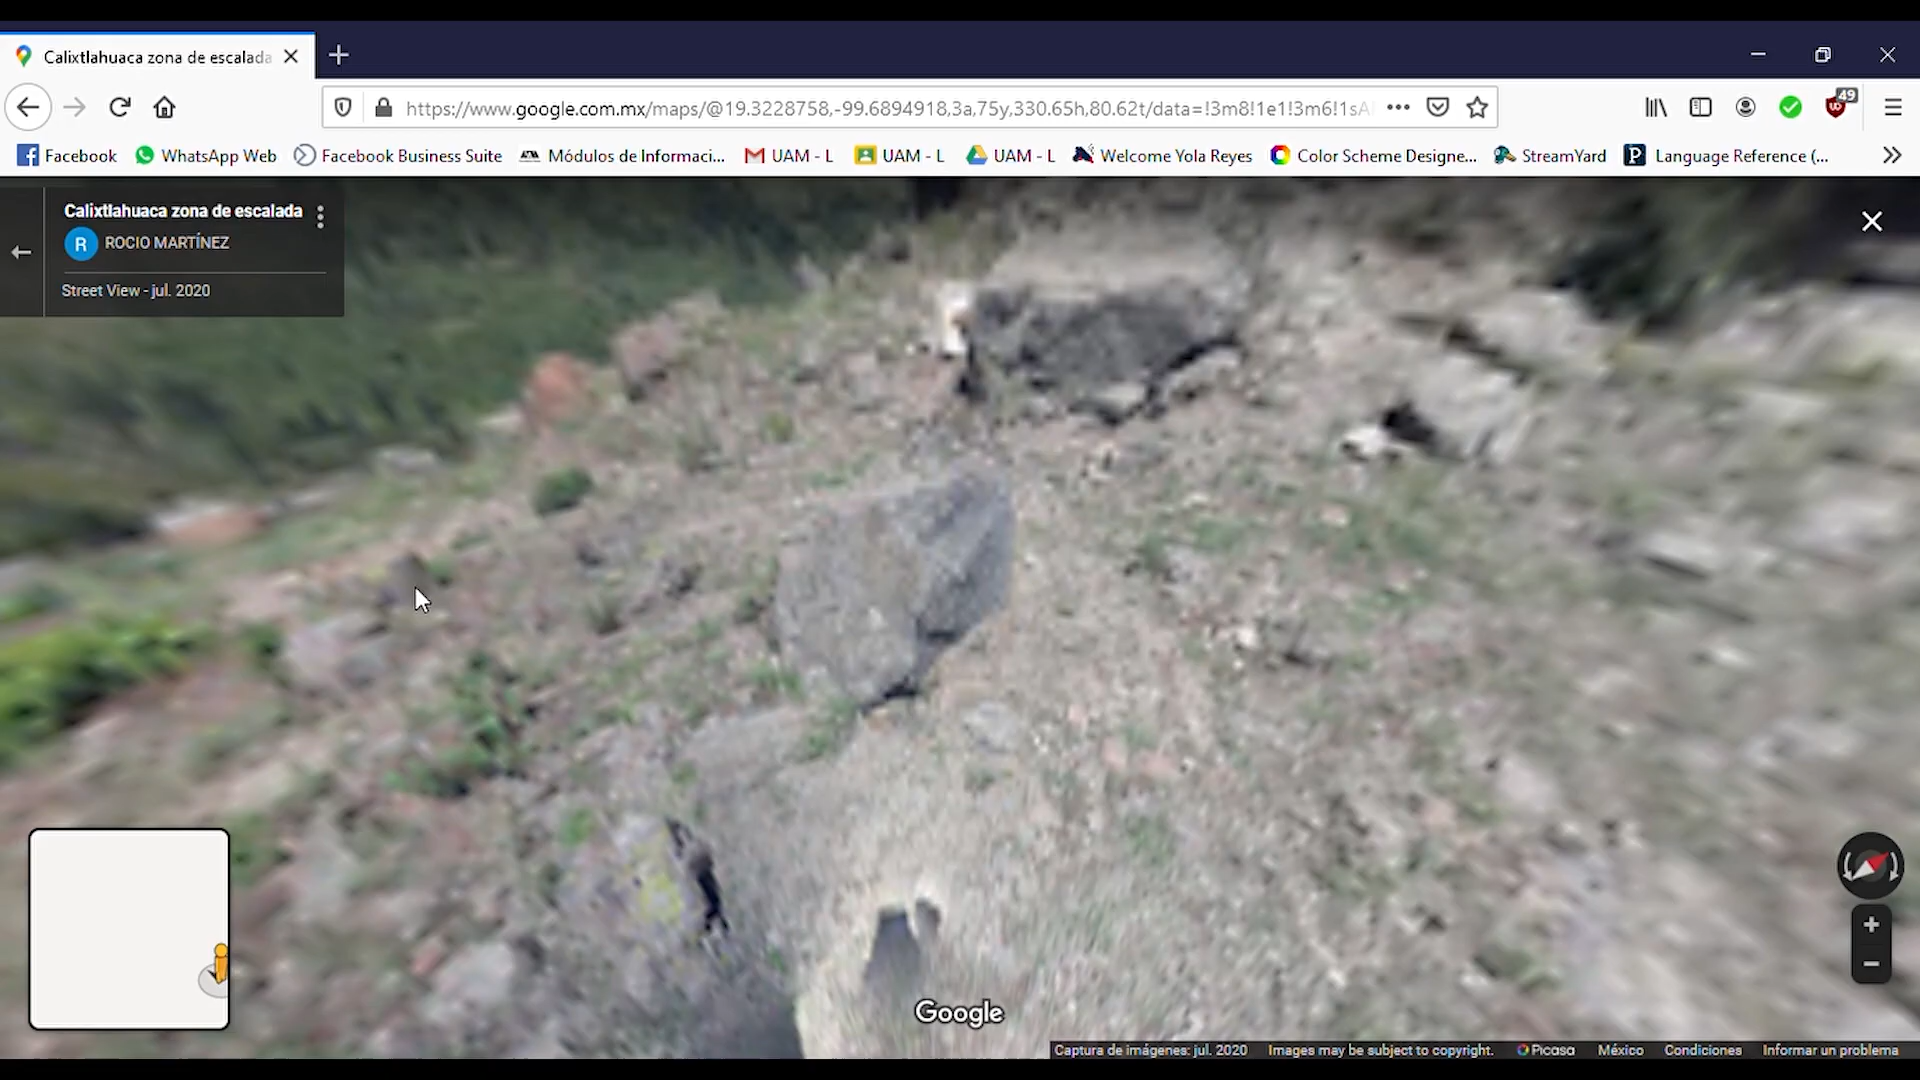 Calixtlahuaca zona de escalada
https://www.google.com.mx/maps/@19.3228758,-99.6894918,3a,75y,330.65h,80.62t/data=!3m8!1e1!3m6!1sA
49
Facebook WhatsApp Web Facebook Business Suite Módulos de Informaci... UAM - L UAM - L UAM - L Welcome Yola Reyes Color Scheme Designe... StreamYard Language Reference (...
Calixtlahuaca zona de escalada
R ROCIO MARTÍNEZ
Street View - jul. 2020
Google
Captura de imágenes: jul. 2020 Images may be subject to copyright. Picasa México Condiciones Informar un problema